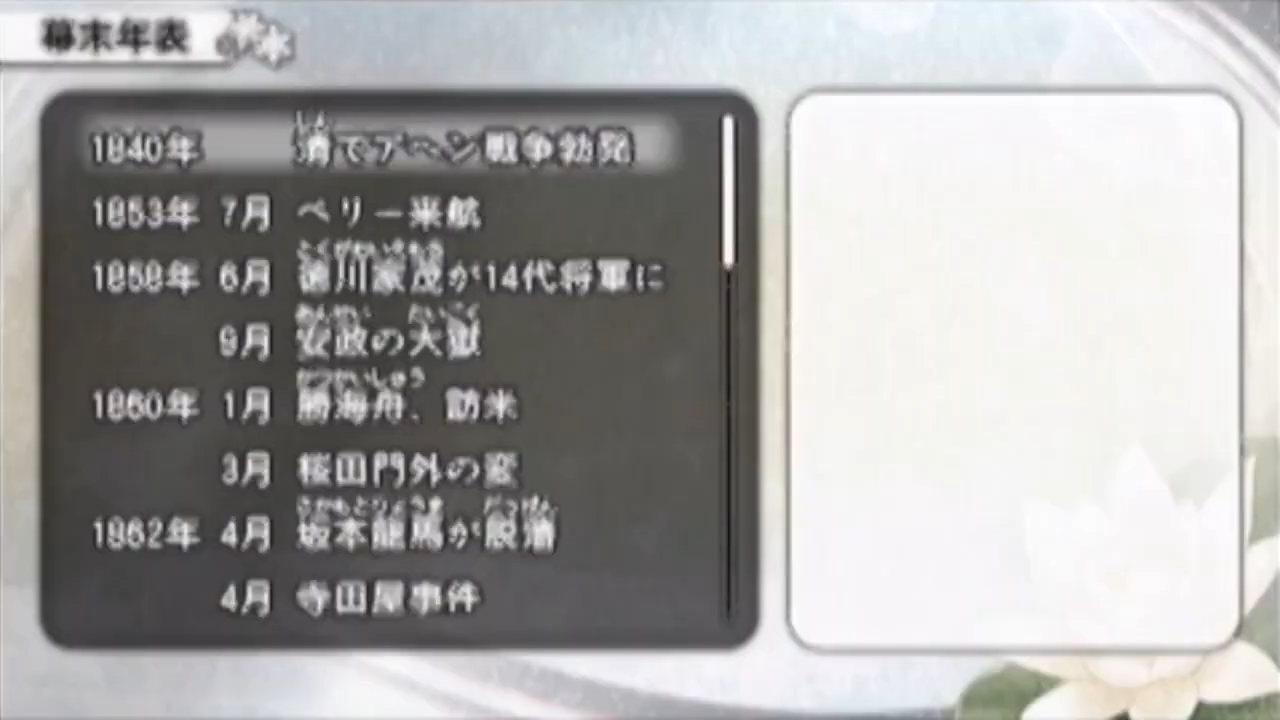 幕末年表
1840年 清でアヘン戦争勃発
1853年 7月 ペリー来航
1858年 6月 徳川家茂が14代将軍に
9月 安政の大獄
1860年 1月 勝海舟、訪米
3月 桜田門外の変
1862年 4月 坂本龍馬が脱藩
4月 寺田屋事件